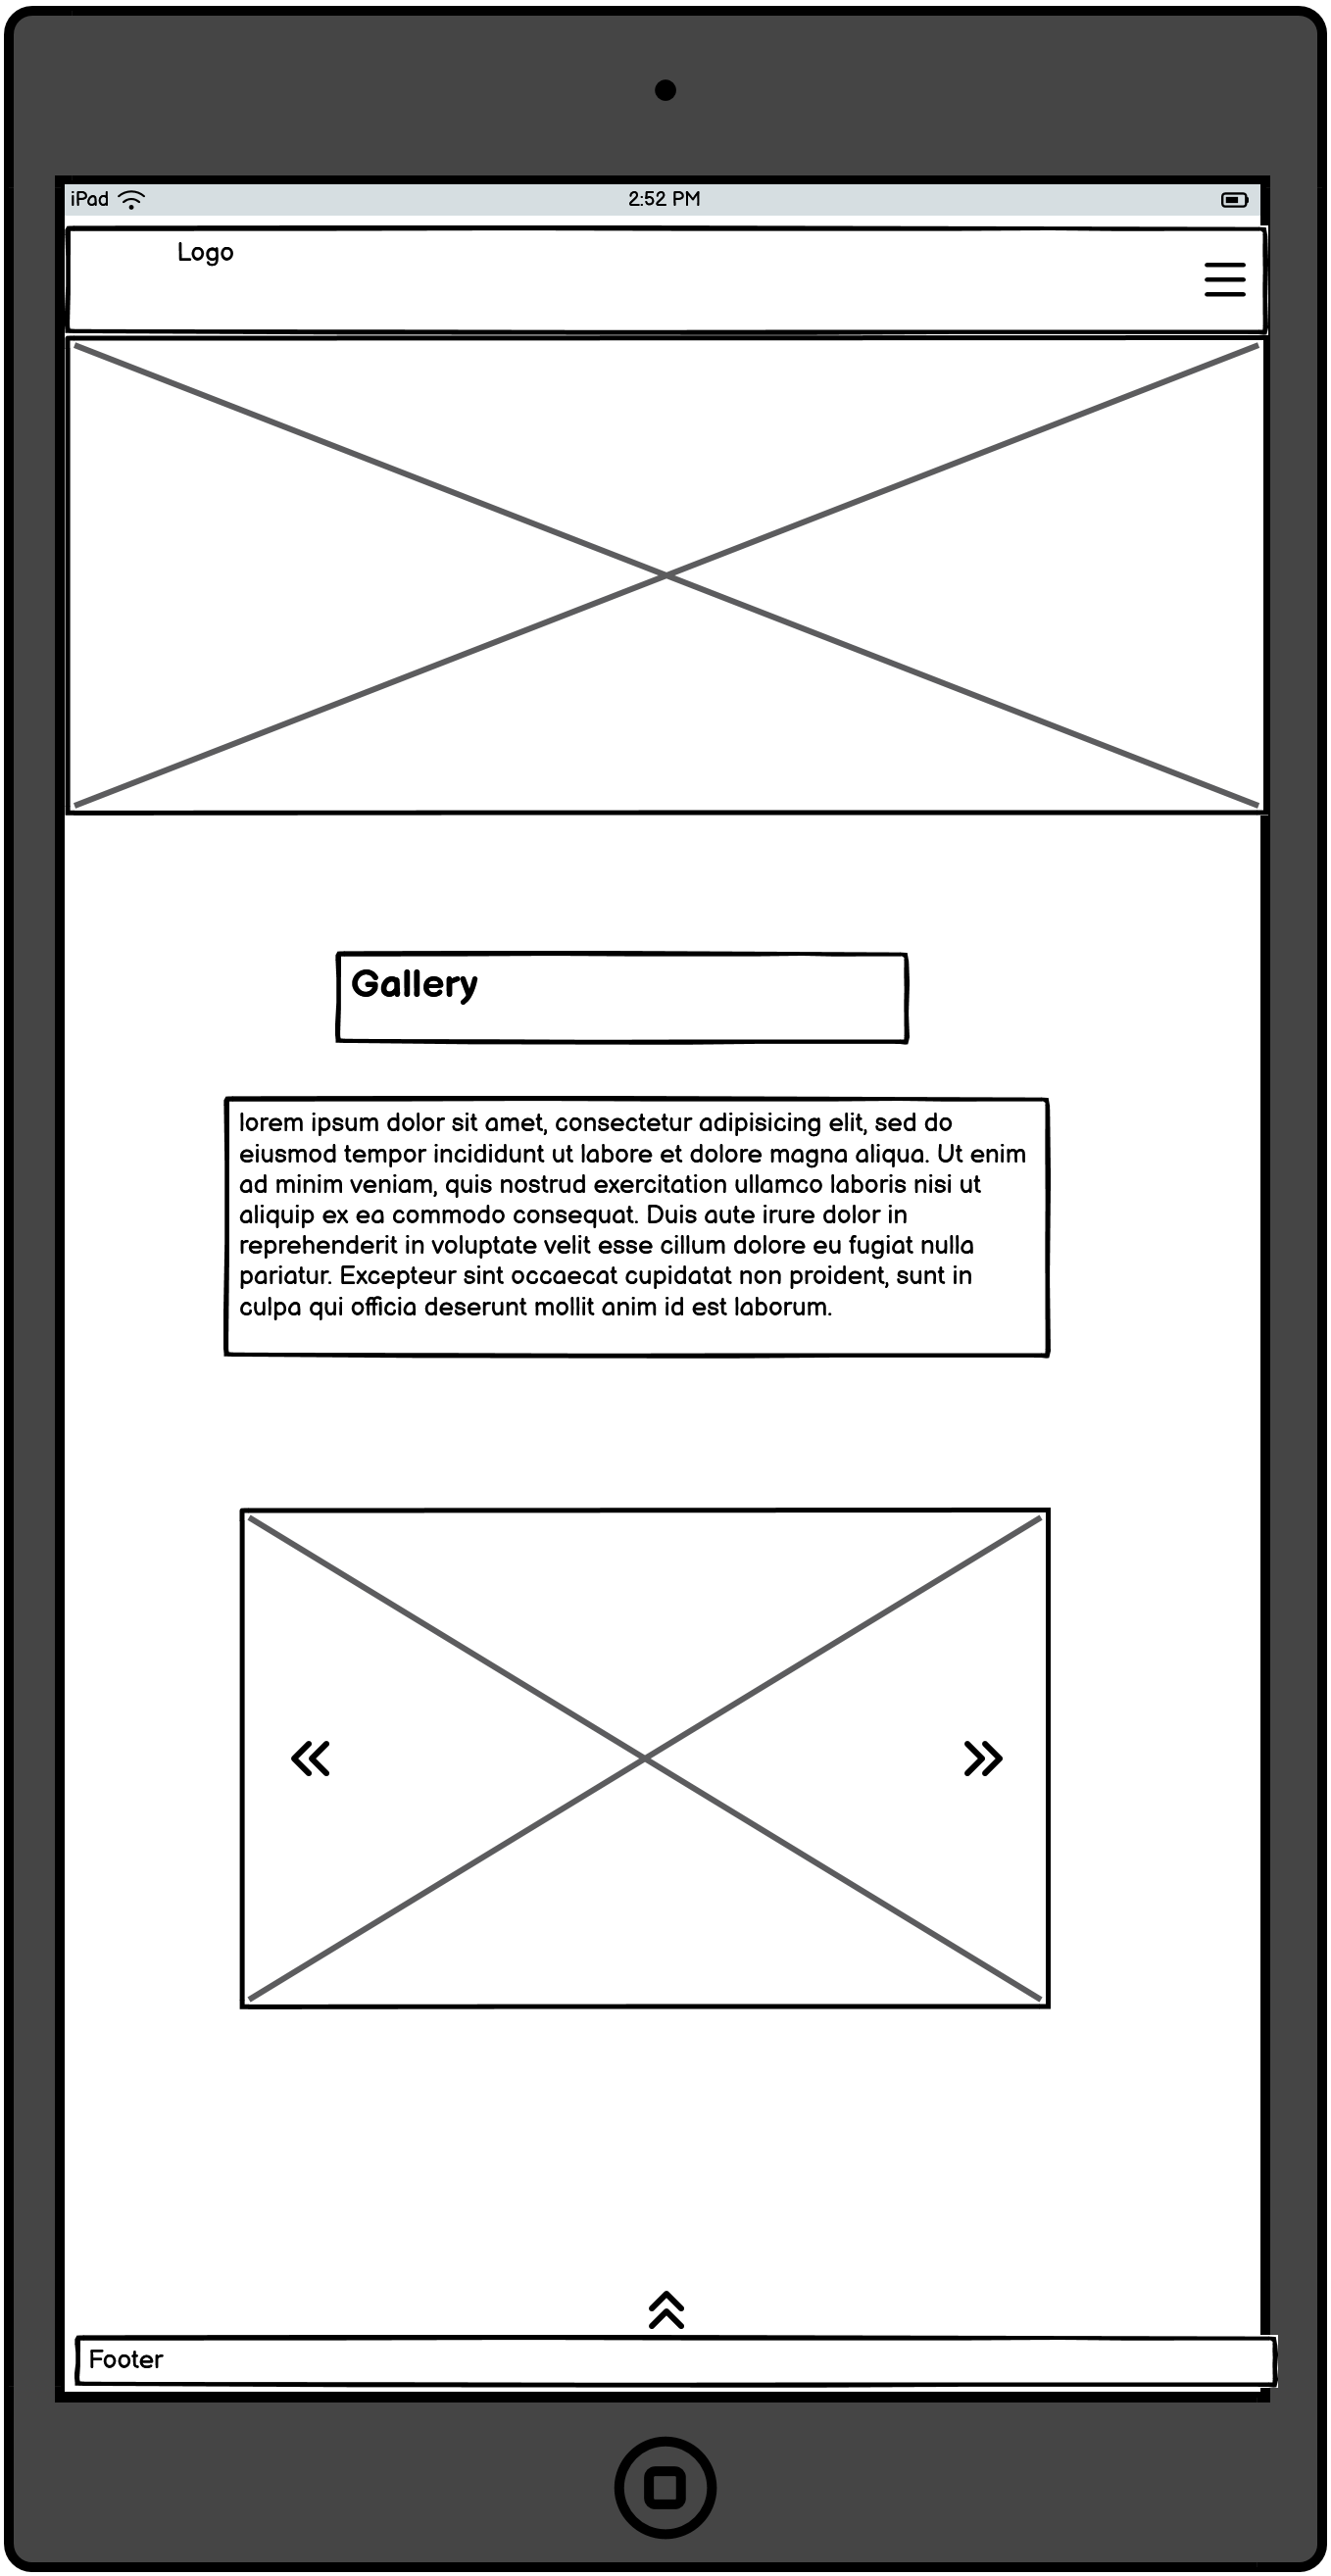 iPad 2:52 PM
Logo
Gallery
lorem ipsum dolor sit amet, consectetur adipisicing elit, sed do
eiusmod tempor incididunt ut labore et dolore magna aliqua. Ut enim
ad minim veniam, quis nostrud exercitation ullamco laboris nisi ut
aliquip ex ea commodo consequat. Duis aute irure dolor in
reprehenderit in voluptate velit esse cillum dolore eu fugiat nulla
pariatur. Excepteur sint occaecat cupidatat non proident, sunt in
culpa qui officia deserunt mollit anim id est laborum.
Footer